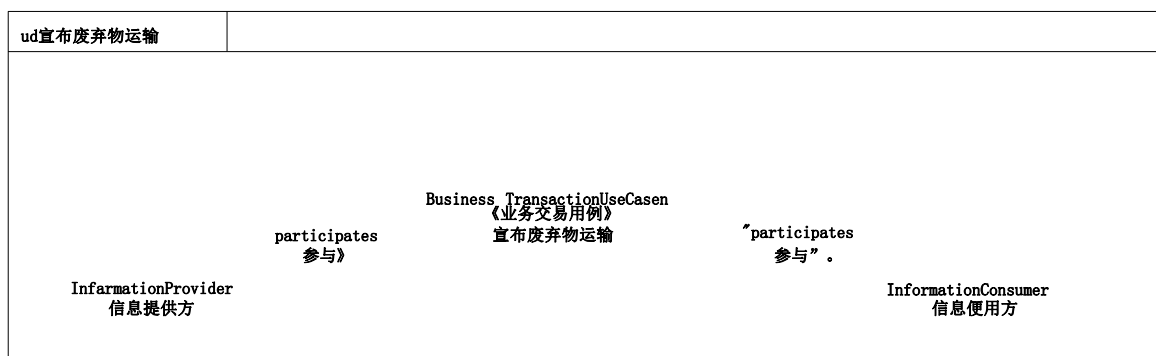 ud宣布废弃物运输
Business TransactionUseCasen
《业务交易用例》
宣布废弃物运输
participates
参与》
"participates
参与”。
InfarmationProvider
信息提供方
InformationConsumer
信息便用方